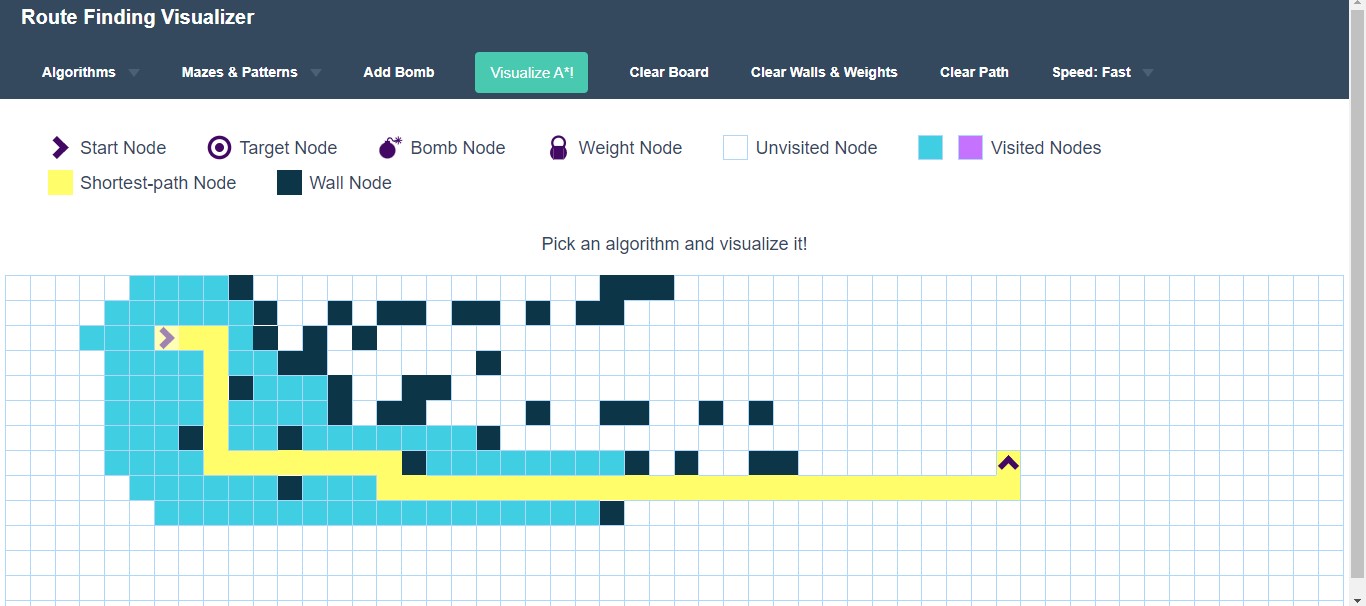 Route Finding Visualizer
Algorithms Mazes & Patterns Add Bomb Visualize A*! Clear Board Clear Walls & Weights Clear Path Speed: Fast
Start Node Target Node Bomb Node Weight Node Unvisited Node Visited Nodes
Shortest-path Node Wall Node
Pick an algorithm and visualize it!